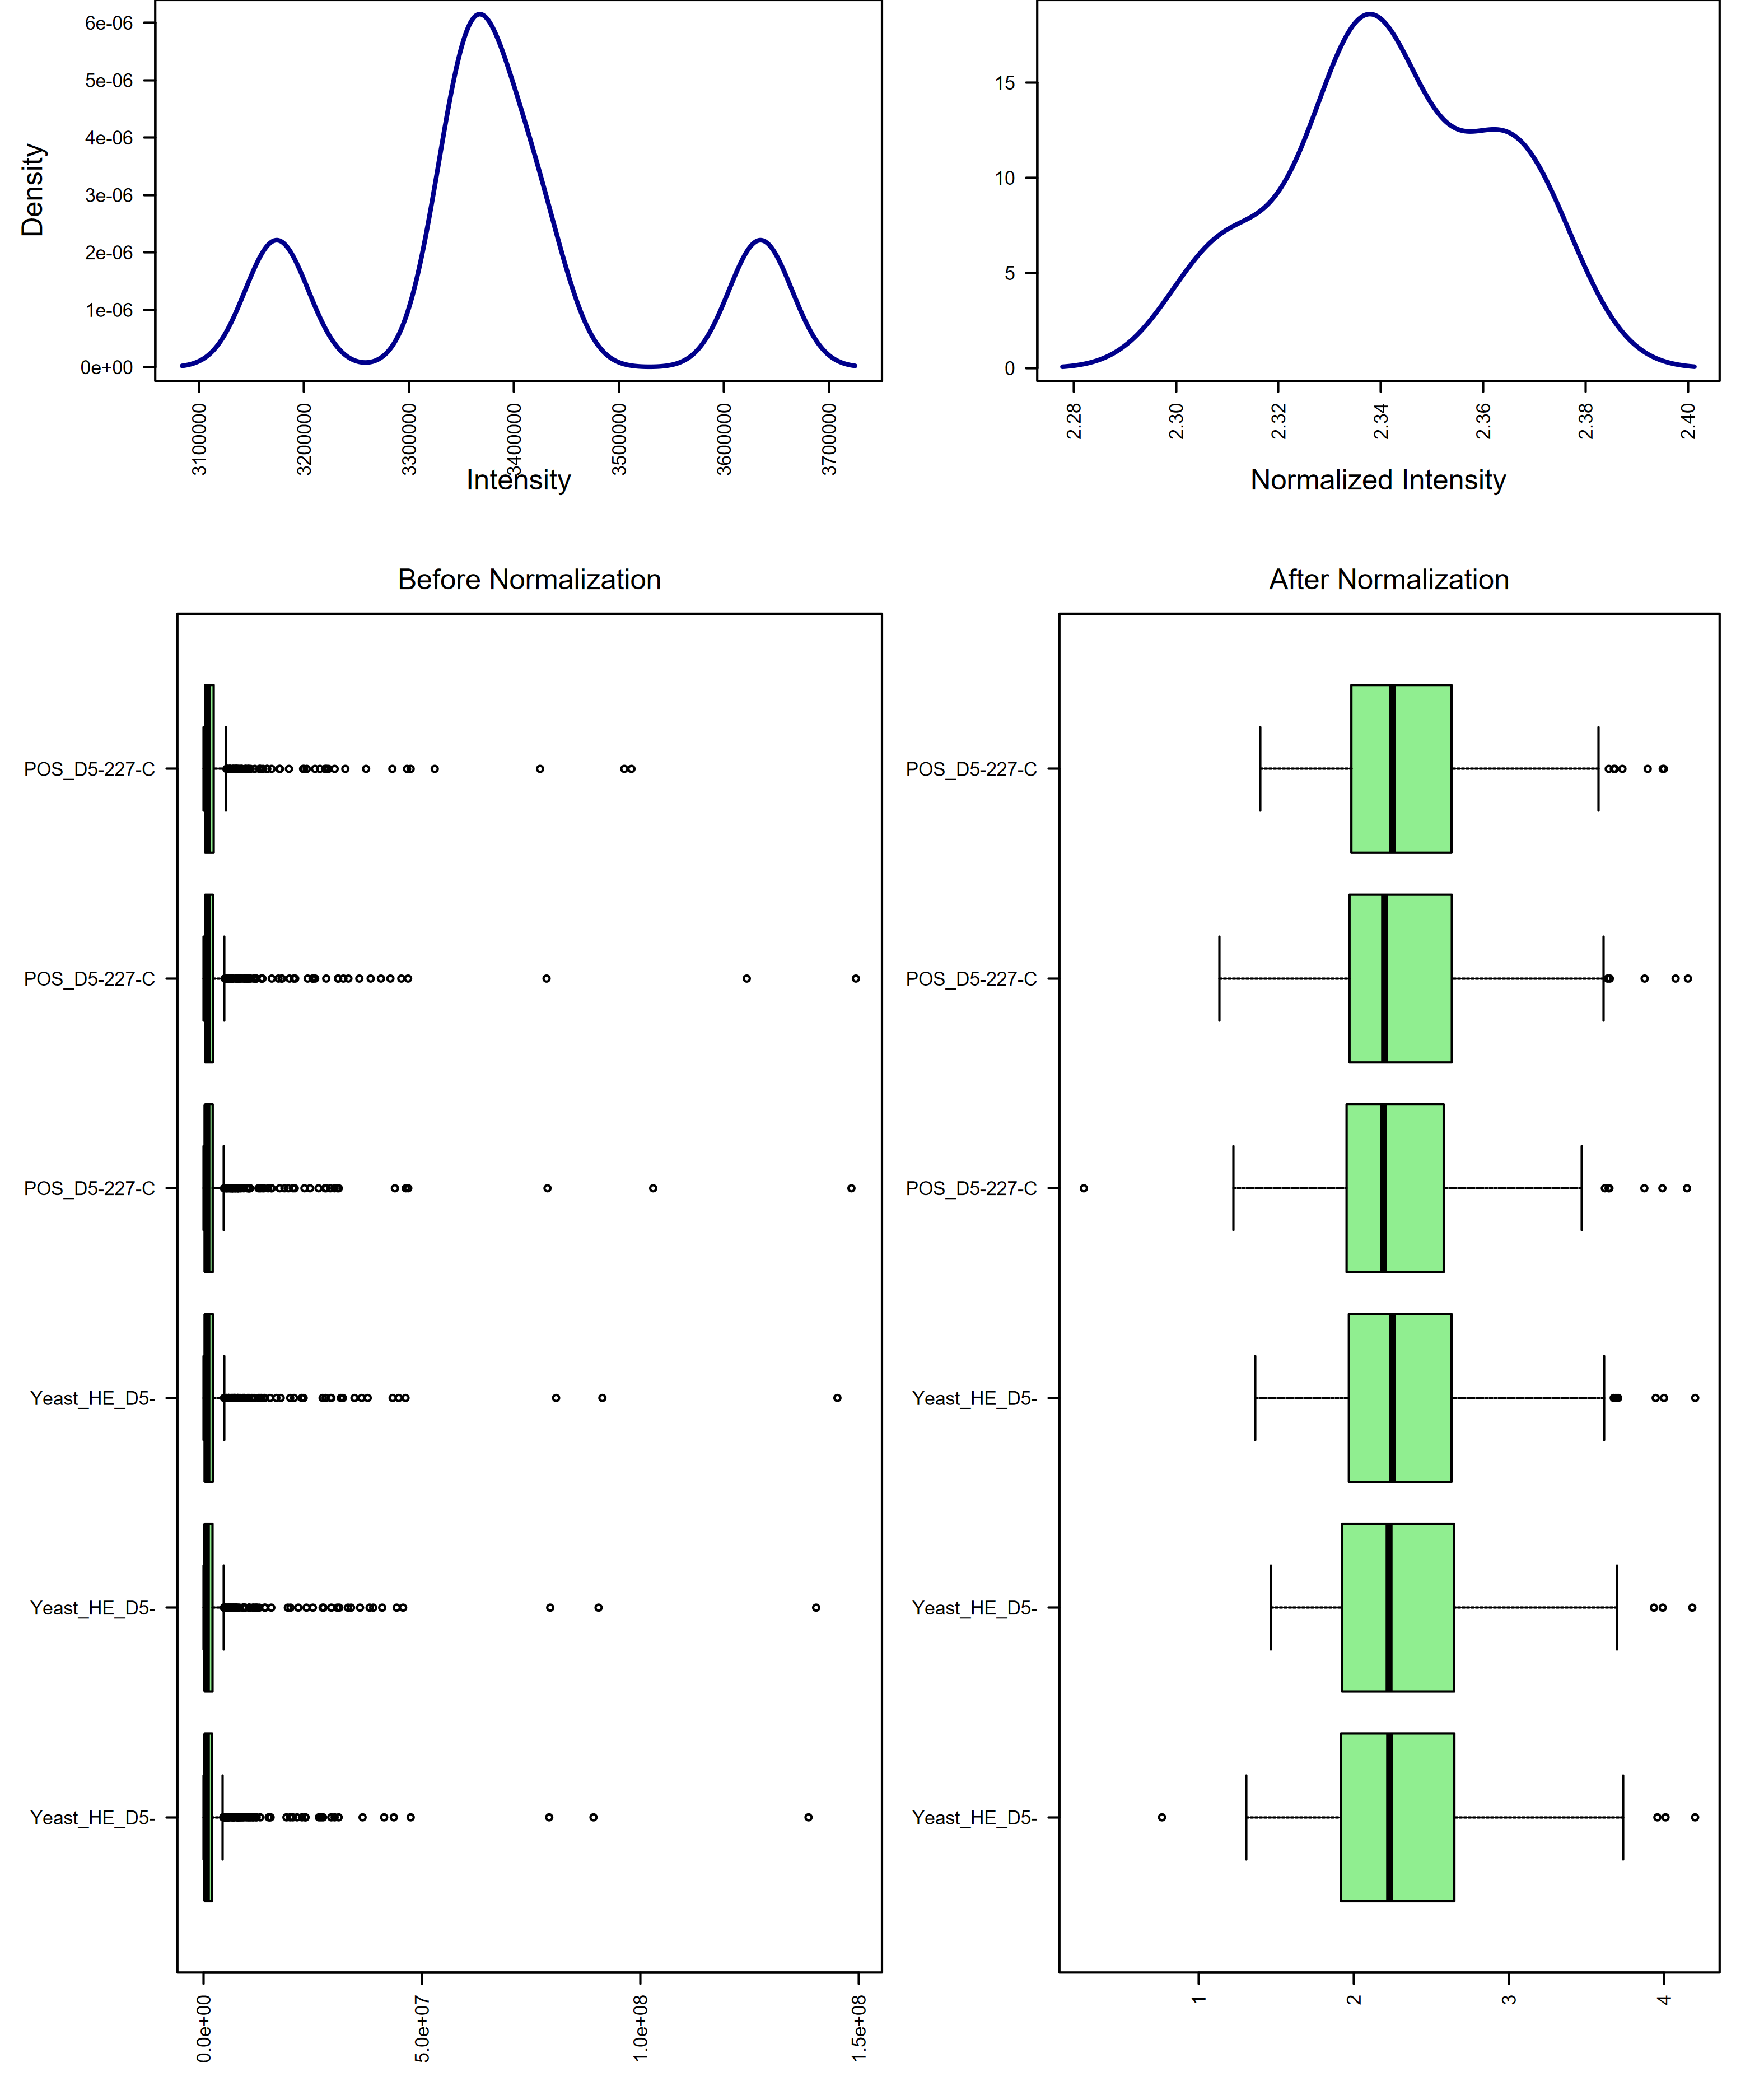 Density
6e-06
5e-06
4e-06
3e-06
2e-06
1e-06
0e+00
3100000
3200000
3300000
3400000
3500000
3600000
3700000
Intensity
15
10
5
0
2.28
2.30
2.32
2.34
2.36
2.38
2.40
Normalized Intensity
Before Normalization
POS_D5-227-C
POS_D5-227-C
POS_D5-227-C
Yeast_HE_D5-
Yeast_HE_D5-
Yeast_HE_D5-
0.0e+00
5.0e+07
1.0e+08
1.5e+08
After Normalization
POS_D5-227-C
POS_D5-227-C
POS_D5-227-C
Yeast_HE_D5-
Yeast_HE_D5-
Yeast_HE_D5-
1
2
3
4